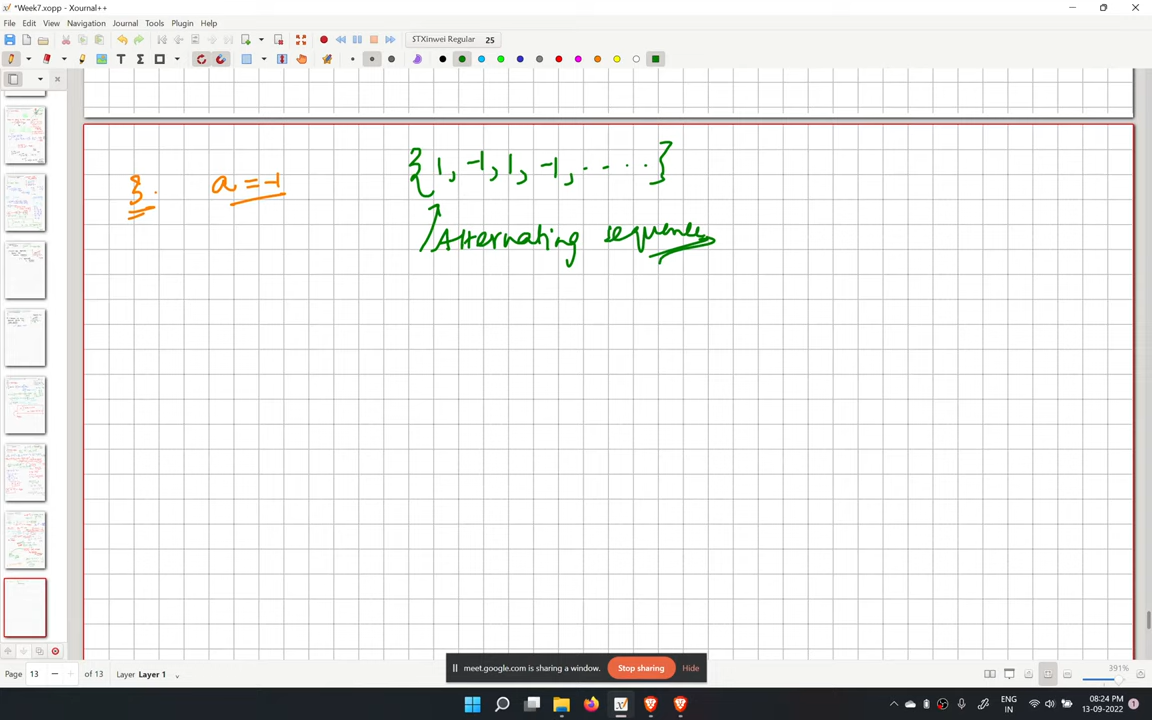 *Week7.xopp - Xournal++
File Edit View Navigation Journal Tools Plugin Help
STXinwei Regular 25
{1, -1, 1, -1, .....}
3. a = -1
Alternating sequence
meet.google.com is sharing a window. Stop sharing Hide
Page 13 of 13 Layer Layer 1 391%
ENG 08:24 PM
IN 13-09-2022